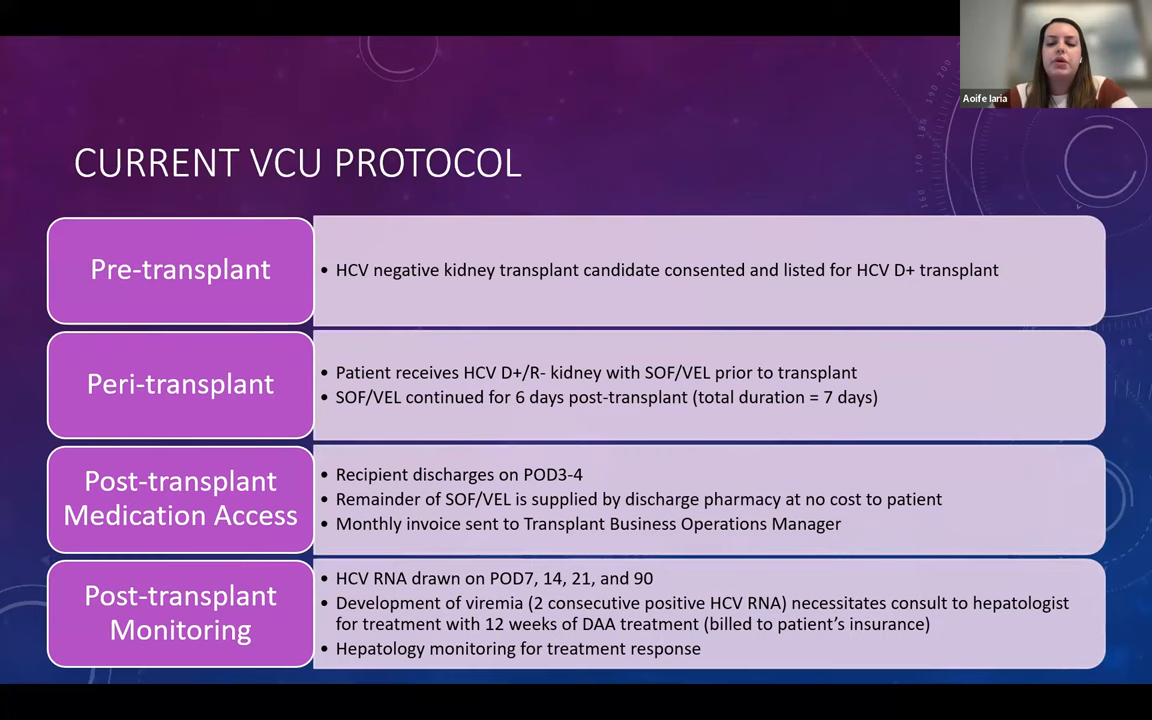 Aoife Iaria
CURRENT VCU PROTOCOL
Pre-transplant
• HCV negative kidney transplant candidate consented and listed for HCV D+ transplant
Peri-transplant
• Patient receives HCV D+/R- kidney with SOF/VEL prior to transplant
• SOF/VEL continued for 6 days post-transplant (total duration = 7 days)
Post-transplant
Medication Access
• Recipient discharges on POD3-4
• Remainder of SOF/VEL is supplied by discharge pharmacy at no cost to patient
• Monthly invoice sent to Transplant Business Operations Manager
Post-transplant
Monitoring
• HCV RNA drawn on POD7, 14, 21, and 90
• Development of viremia (2 consecutive positive HCV RNA) necessitates consult to hepatologist
for treatment with 12 weeks of DAA treatment (billed to patient’s insurance)
• Hepatology monitoring for treatment response
200
190
170
160